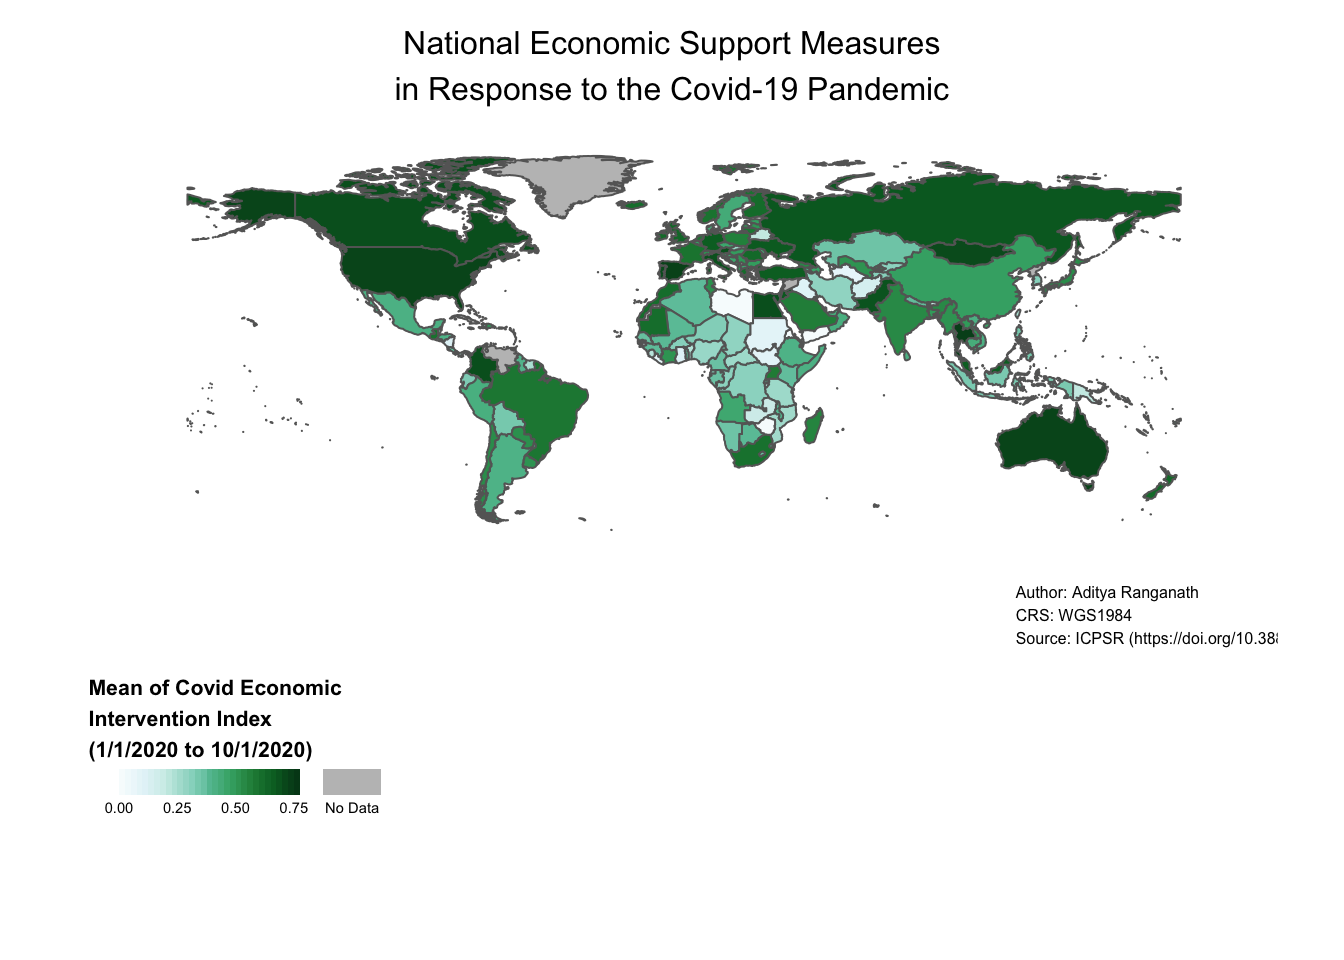 National Economic Support Measures
in Response to the Covid-19 Pandemic
Author: Aditya Ranganath
CRS: WGS1984
Source: ICPSR (https://doi.org/10.388
Mean of Covid Economic
Intervention Index
(1/1/2020 to 10/1/2020)
0.00 0.25 0.50 0.75 No Data